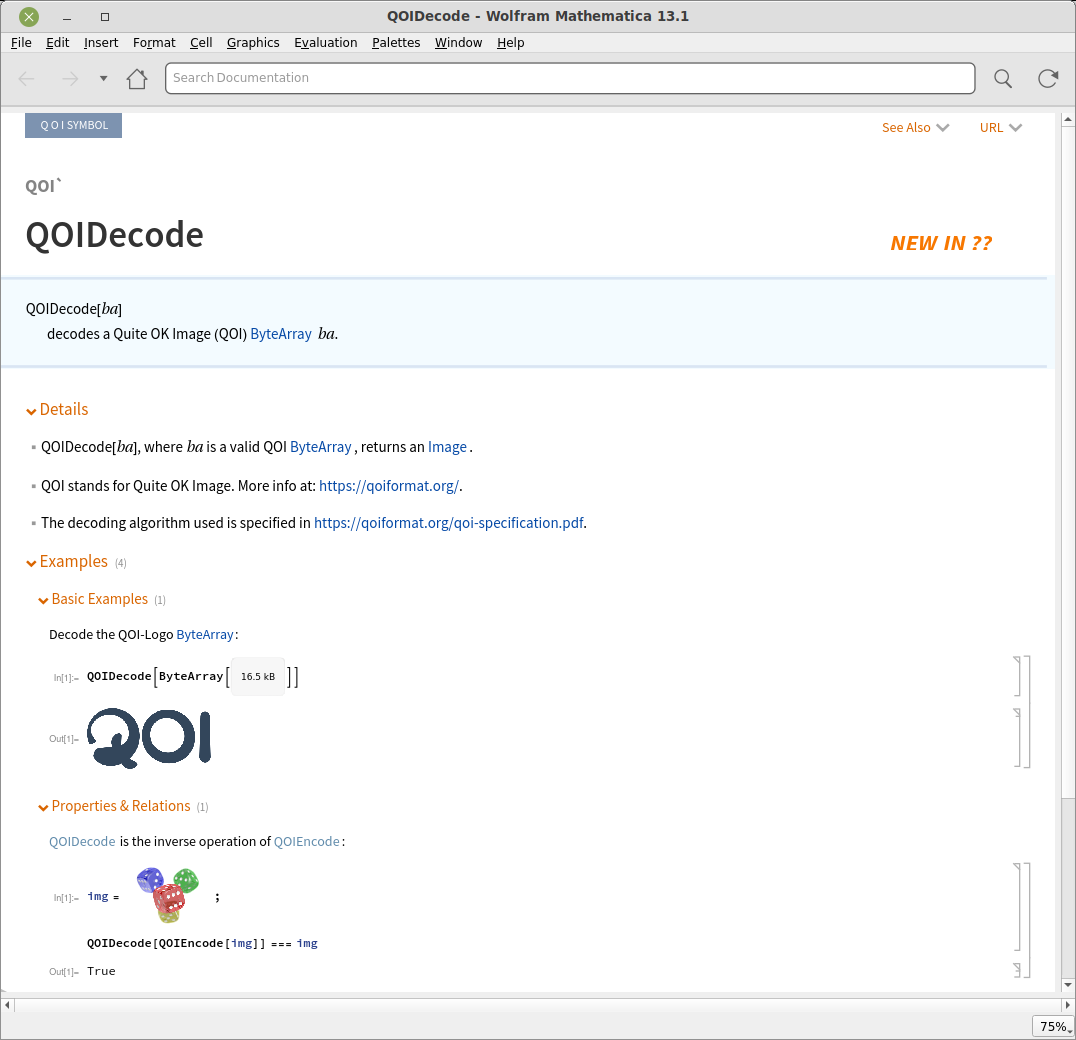 QOIDecode - Wolfram Mathematica 13.1
File Edit Insert Format Cell Graphics Evaluation Palettes Window Help
Search Documentation
Q O I SYMBOL
See Also URL
QOI`
QOIDecode
NEW IN ??
QOIDecode[ba]
decodes a Quite OK Image (QOI) ByteArray ba.
Details
▪ QOIDecode[ba], where ba is a valid QOI ByteArray , returns an Image .
▪ QOI stands for Quite OK Image. More info at: https://qoiformat.org/.
▪ The decoding algorithm used is specified in https://qoiformat.org/qoi-specification.pdf.
Examples (4)
Basic Examples (1)
Decode the QOI-Logo ByteArray :
In[1]:= QOIDecode[ByteArray[ 16.5 kB ]]
Out[1]= QOI
Properties & Relations (1)
QOIDecode is the inverse operation of QOIEncode :
In[1]:= img = ;
QOIDecode[QOIEncode[img]] === img
Out[1]= True
75%